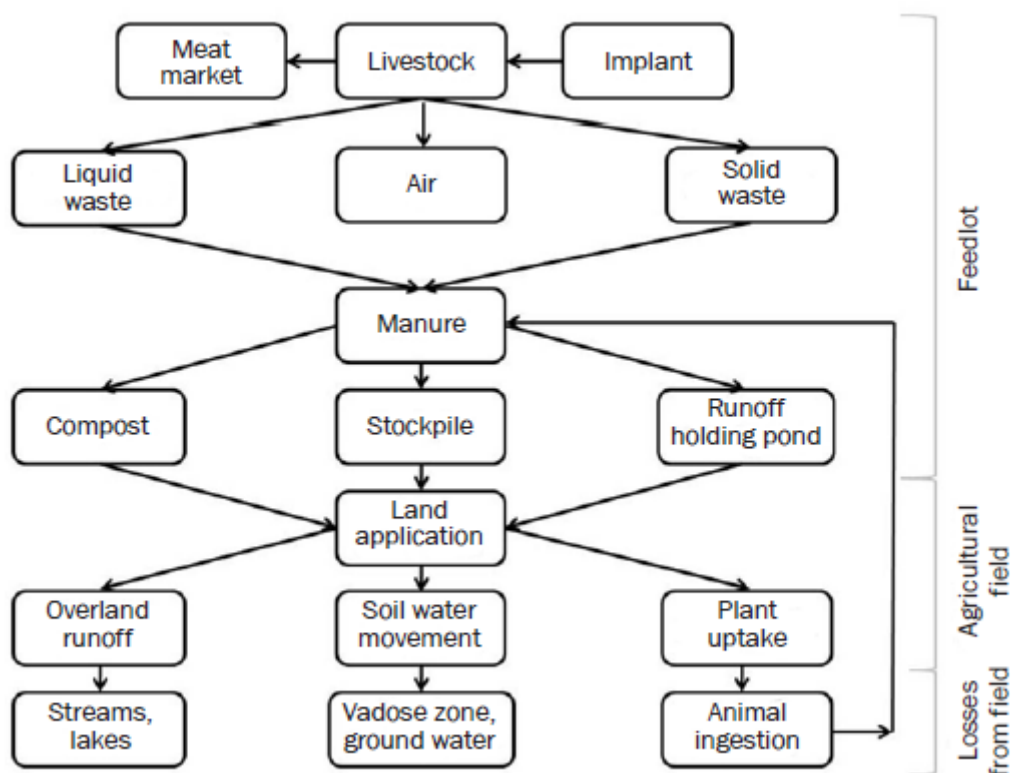 Meat
market
Livestock
Implant
Liquid
waste
Air
Solid
waste
Manure
Compost
Stockpile
Runoff
holding pond
Land
application
Overland
runoff
Soil water
movement
Plant
uptake
Streams,
lakes
Vadose zone,
ground water
Animal
ingestion
Feedlot
Agricultural
field
Losses
from field